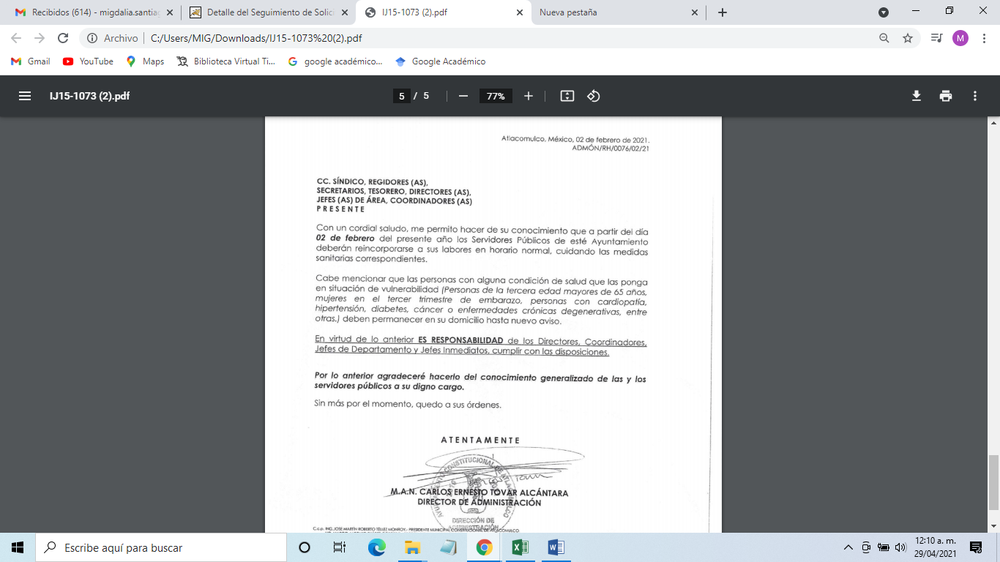 Recibidos (614) - migdalia.santia
Detalle del Seguimiento de Solici
IJ15-1073 (2).pdf
Nueva pestaña
Archivo
C:/Users/MIG/Downloads/IJ15-1073%20(2).pdf
M
Gmail
YouTube
Maps
Biblioteca Virtual Ti...
google académico...
Google Académico
IJ15-1073 (2).pdf
5 / 5
77%
Atlacomulco, México, 02 de febrero de 2021.
ADMÓN/RH/0076/02/21
CC. SÍNDICO, REGIDORES (AS),
SECRETARIOS, TESORERO, DIRECTORES (AS),
JEFES (AS) DE ÁREA, COORDINADORES (AS)
P R E S E N T E
Con un cordial saludo, me permito hacer de su conocimiento que a partir del día
02 de febrero del presente año los Servidores Públicos de esté Ayuntamiento
deberán reincorporarse a sus labores en horario normal, cuidando las medidas
sanitarias correspondientes.
Cabe mencionar que las personas con alguna condición de salud que las ponga
en situación de vulnerabilidad (Personas de la tercera edad mayores de 65 años,
mujeres en el tercer trimestre de embarazo, personas con cardiopatía,
hipertensión, diabetes, cáncer o enfermedades crónicas degenerativas, entre
otras.) deben permanecer en su domicilio hasta nuevo aviso.
En virtud de lo anterior ES RESPONSABILIDAD de los Directores, Coordinadores,
Jefes de Departamento y Jefes Inmediatos, cumplir con las disposiciones.
Por lo anterior agradeceré hacerlo del conocimiento generalizado de las y los
servidores públicos a su digno cargo.
Sin más por el momento, quedo a sus órdenes.
A T E N T A M E N T E
AYUNTAMIENTO CONSTITUCIONAL DE ATLACOMULCO
M.A.N. CARLOS ERNESTO TOVAR ALCÁNTARA
DIRECTOR DE ADMINISTRACIÓN
DIRECCIÓN DE
ADMINISTRACIÓN
C.c.p. ING. JOSE MARTÍN ROBERTO TÉLLEZ MONROY.- PRESIDENTE MUNICIPAL CONSTITUCIONAL DE ATLACOMULCO
Escribe aquí para buscar
12:10 a. m.
29/04/2021